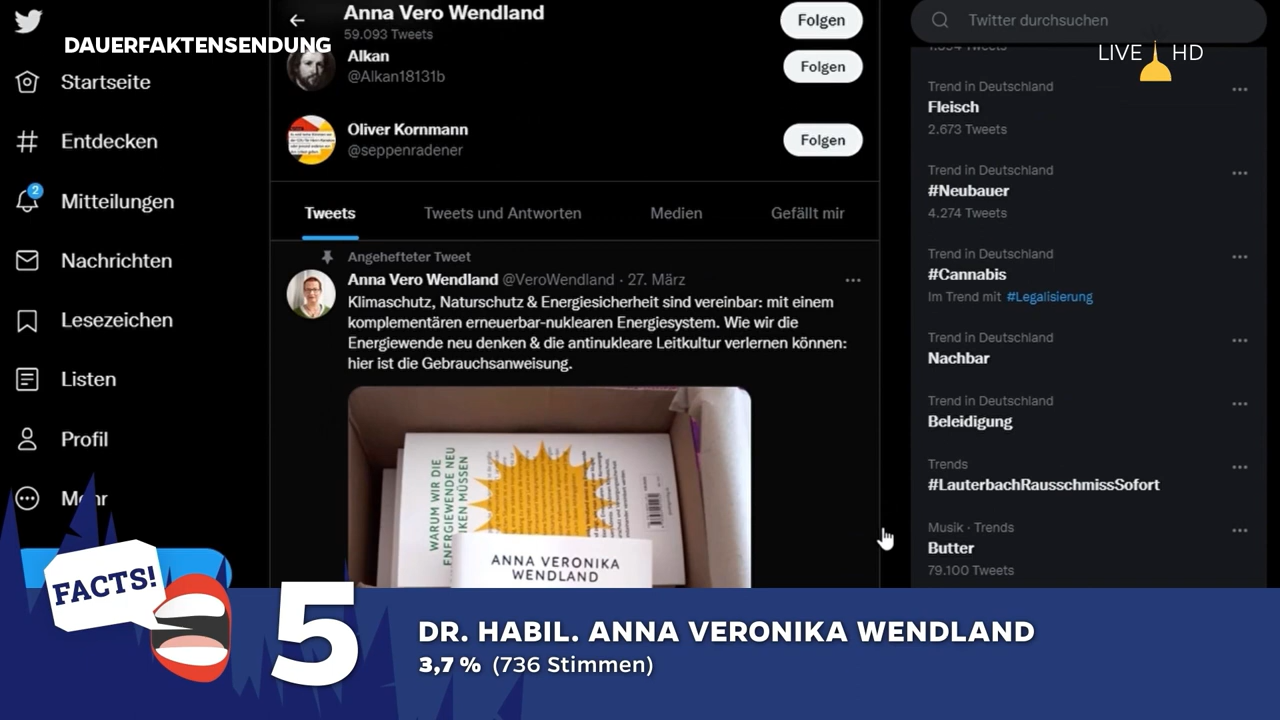 DAUERFAKTENSENDUNG
LIVE HD
Startseite
Entdecken
2
Mitteilungen
Nachrichten
Lesezeichen
Listen
Profil
Mehr
Anna Vero Wendland
59.093 Tweets
Folgen
Alkan
@Alkan18131b
Folgen
Oliver Kornmann
@seppenradener
Folgen
Tweets
Tweets und Antworten
Medien
Gefällt mir
Angehefteter Tweet
Anna Vero Wendland @VeroWendland · 27. März
Klimaschutz, Naturschutz & Energiesicherheit sind vereinbar: mit einem
komplementären erneuerbar-nuklearen Energiesystem. Wie wir die
Energiewende neu denken & die antinukleare Leitkultur verlernen können:
hier ist die Gebrauchsanweisung.
WARUM WIR DIE
ENERGIEWENDE NEU
MÜSSEN
ANNA VERONIKA
WENDLAND
Twitter durchsuchen
Tweets
Trend in Deutschland
Fleisch
2.673 Tweets
Trend in Deutschland
#Neubauer
4.274 Tweets
Trend in Deutschland
#Cannabis
Im Trend mit #Legalisierung
Trend in Deutschland
Nachbar
Trend in Deutschland
Beleidigung
Trends
#LauterbachRausschmissSofort
Musik · Trends
Butter
79.100 Tweets
FACTS!
5
DR. HABIL. ANNA VERONIKA WENDLAND
3,7 % (736 Stimmen)